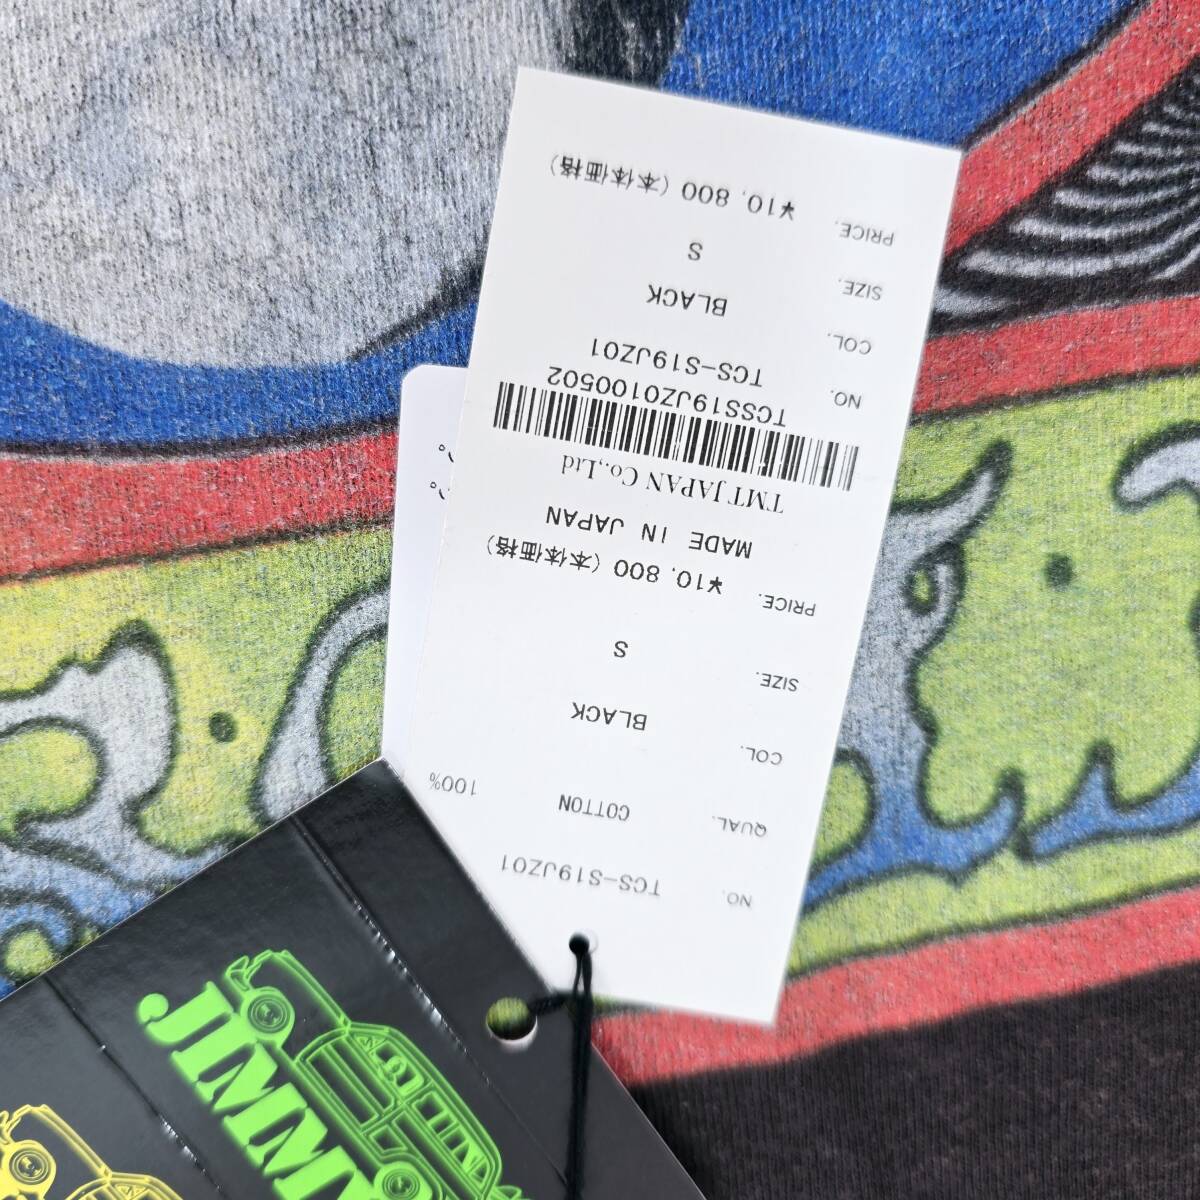 NO. TCS-S19JZ01
QUAL. COTTON 100%
COL. BLACK
SIZE. S
PRICE. ¥10,800 (本体価格)
MADE IN JAPAN
TMT JAPAN Co.,Ltd
TCSS19JZ0100502
NO. TCS-S19JZ01
COL. BLACK
SIZE. S
PRICE. ¥10,800 (本体価格)